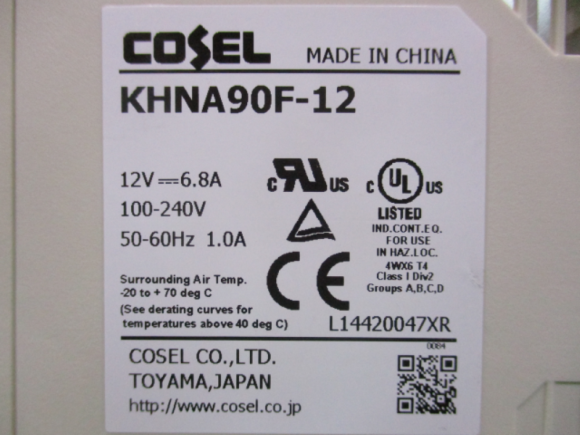 COSEL MADE IN CHINA
KHNA90F-12
12V⎓6.8A
100-240V
50-60Hz 1.0A
c RU US
c UL US
LISTED
IND.CONT.EQ.
FOR USE
IN HAZ.LOC.
4WX6 T4
Class I Div2
Groups A,B,C,D
CE
Surrounding Air Temp.
-20 to + 70 deg C
(See derating curves for
temperatures above 40 deg C)
L14420047XR
0084
COSEL CO.,LTD.
TOYAMA,JAPAN
http://www.cosel.co.jp